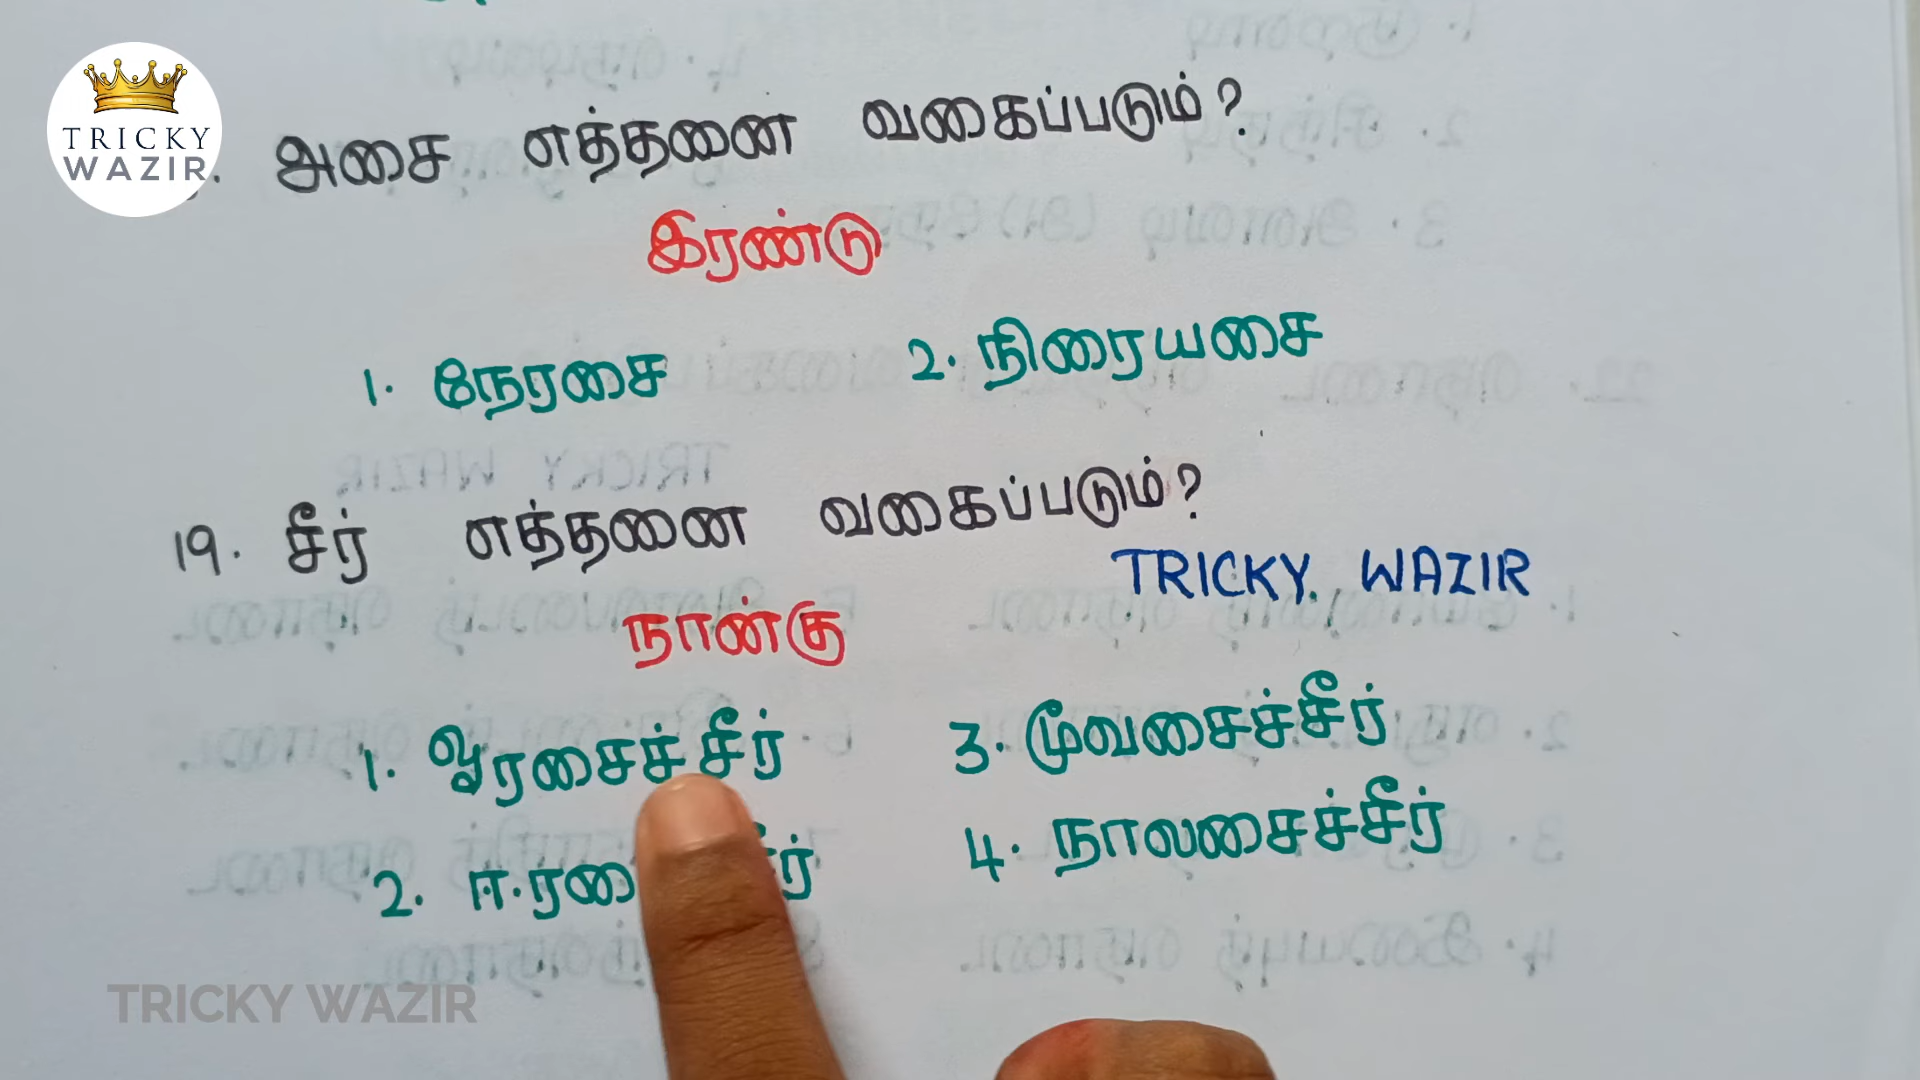 TRICKY
WAZIR
அசை எத்தனை வகைப்படும்?
இரண்டு
1. நேரசை 2. நிரையசை
19. சீர் எத்தனை வகைப்படும்?
TRICKY WAZIR
நான்கு
1. ஓரசைச்சீர் 3. மூவசைச்சீர்
2. 4. நாலசைச்சீர்
TRICKY WAZIR